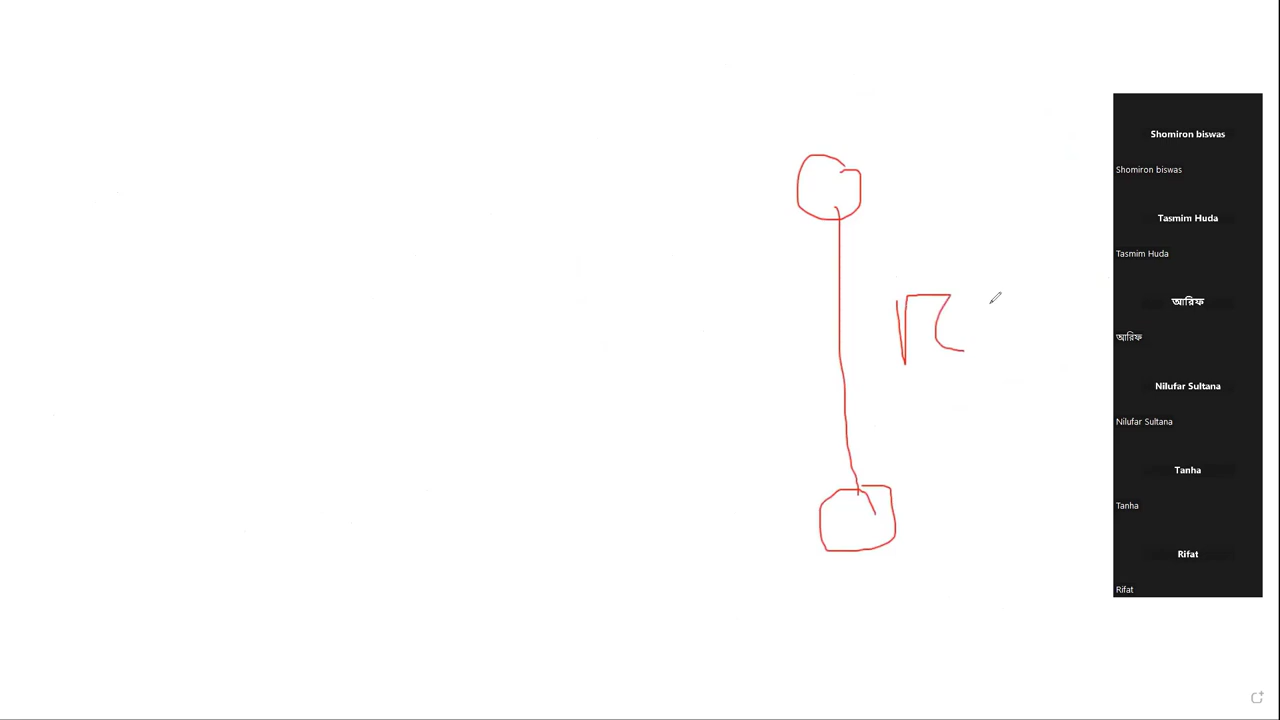 Shomiron biswas
Shomiron biswas
Tasmim Huda
Tasmim Huda
আরিফ
আরিফ
Nilufar Sultana
Nilufar Sultana
Tanha
Tanha
Rifat
Rifat